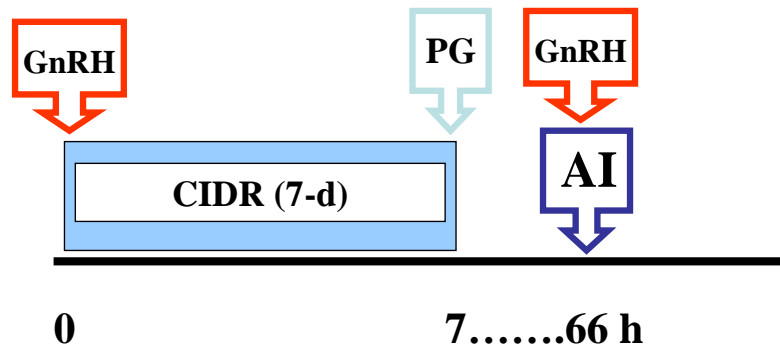 GnRH
PG
GnRH
CIDR (7-d)
AI
0
7.......66 h